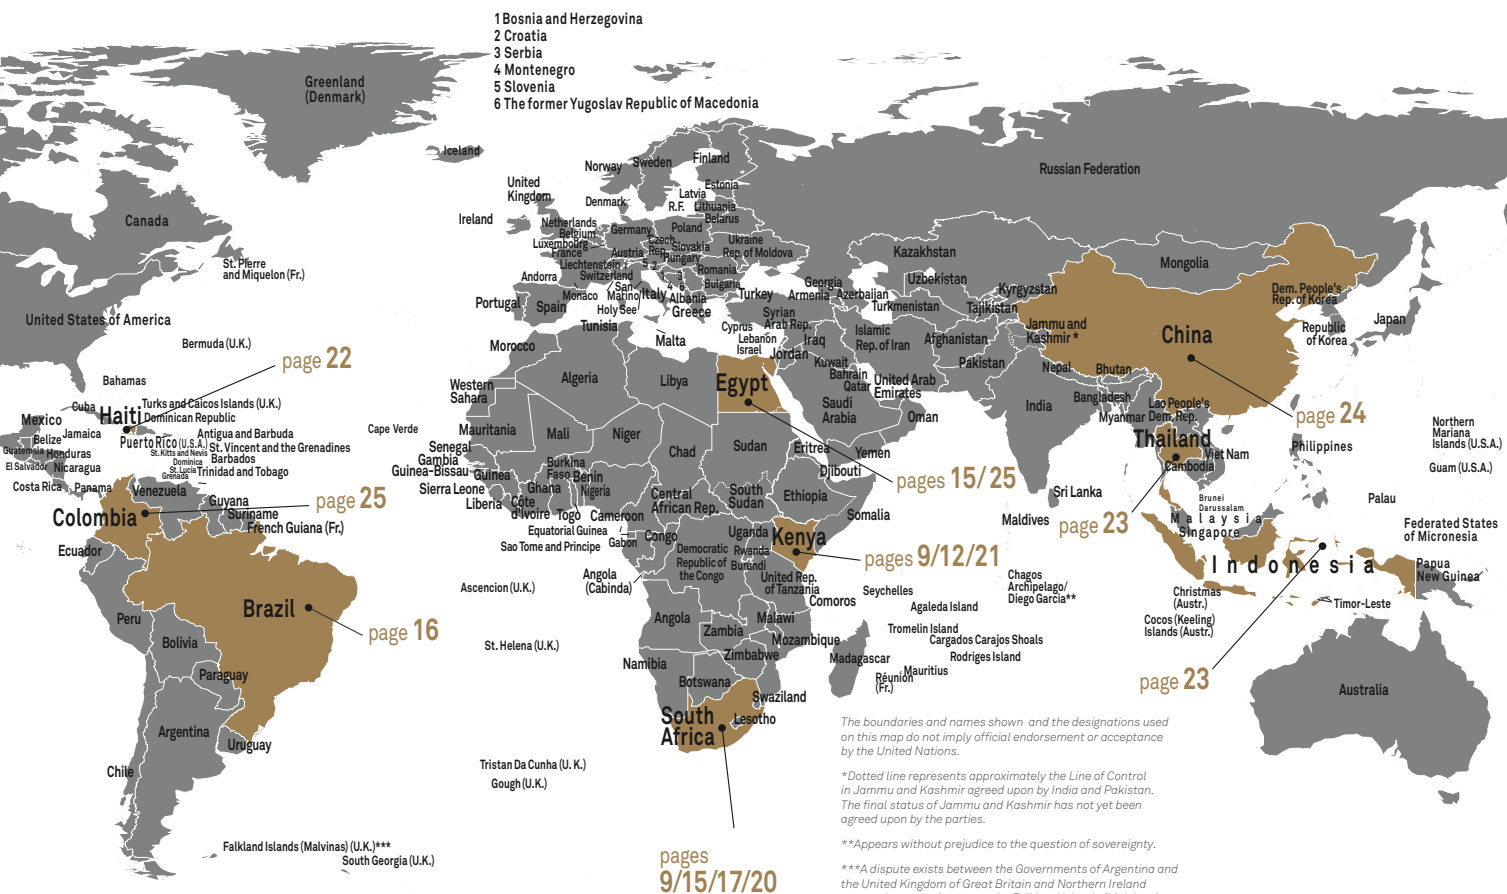 1 Bosnia and Herzegovina
2 Croatia
3 Serbia
4 Montenegro
5 Slovenia
6 The former Yugoslav Republic of Macedonia
Greenland
(Denmark)
Iceland
Norway
Sweden
Finland
Russian Federation
United
Kingdom
Estonia
Latvia
Denmark
R.F.
Lithuania
Belarus
Ireland
Canada
Netherlands
Belgium
Germany
Poland
Luxembourg
Czech
Rep.
Slovakia
Ukraine
France
Austria
Hungary
Rep. of Moldova
Liechtenstein
Switzerland
5
2
1
3
4
6
Romania
Bulgaria
Kazakhstan
Mongolia
St. Pierre
and Miquelon (Fr.)
Andorra
San
Marino
Monaco
Italy
Holy See
Albania
Greece
Portugal
Spain
Turkey
Georgia
Armenia
Azerbaijan
Uzbekistan
Kyrgyzstan
Turkmenistan
Tajikistan
Dem. People's
Rep. of Korea
Republic
of Korea
Japan
United States of America
Tunisia
Malta
Cyprus
Lebanon
Israel
Syrian
Arab Rep.
Iraq
Jordan
Kuwait
Bahrain
Qatar
Islamic
Rep. of Iran
Afghanistan
Jammu and
Kashmir *
China
Pakistan
Nepal
Bhutan
Bermuda (U.K.)
page 22
Morocco
Algeria
Libya
Egypt
United Arab
Emirates
Saudi
Arabia
Oman
India
Bangladesh
Myanmar
Lao People's
Dem. Rep.
page 24
Bahamas
Cuba
Haiti
Turks and Caicos Islands (U.K.)
Dominican Republic
Mexico
Belize
Jamaica
Guatemala
Honduras
El Salvador
Nicaragua
Costa Rica
Panama
Puerto Rico (U.S.A.)
Antigua and Barbuda
St. Kitts and Nevis
St. Vincent and the Grenadines
Dominica
Barbados
St. Lucia
Grenada
Trinidad and Tobago
Western
Sahara
Cape Verde
Mauritania
Mali
Niger
Chad
Sudan
Eritrea
Yemen
Djibouti
Thailand
Viet Nam
Cambodia
Philippines
Northern
Mariana
Islands (U.S.A.)
Guam (U.S.A.)
Senegal
Gambia
Guinea-Bissau
Guinea
Sierra Leone
Liberia
Burkina
Faso
Benin
Ghana
Nigeria
Côte
d'Ivoire
Togo
Cameroon
Central
African Rep.
South
Sudan
Ethiopia
Somalia
pages 15/ 25
Venezuela
Guyana
Suriname
French Guiana (Fr.)
page 25
Colombia
Ecuador
Equatorial Guinea
Sao Tome and Principe
Gabon
Congo
Democratic
Republic of
the Congo
Uganda
Rwanda
Burundi
Kenya
pages 9/12/21
Sri Lanka
Maldives
page 23
Brunei
Darussalam
Malaysia
Singapore
Indonesia
Palau
Federated States
of Micronesia
Papua
New Guinea
Ascencion (U.K.)
Angola
(Cabinda)
United Rep.
of Tanzania
Comoros
Seychelles
Chagos
Archipelago/
Diego Garcia**
Agaleda Island
Christmas
(Austr.)
Timor-Leste
Cocos (Keeling)
Islands (Austr.)
Brazil
page 16
Peru
Bolivia
Angola
Zambia
Malawi
Mozambique
Tromelin Island
Cargados Carajos Shoals
Rodriges Island
St. Helena (U.K.)
Namibia
Zimbabwe
Madagascar
Mauritius
Réunion
(Fr.)
Paraguay
Botswana
Swaziland
page 23
Australia
South
Africa
Lesotho
Argentina
Uruguay
Chile
Tristan Da Cunha (U. K.)
Gough (U.K.)
Falkland Islands (Malvinas) (U.K.)***
South Georgia (U.K.)
pages
9/15/17/20
The boundaries and names shown and the designations used
on this map do not imply official endorsement or acceptance
by the United Nations.
*Dotted line represents approximately the Line of Control
in Jammu and Kashmir agreed upon by India and Pakistan.
The final status of Jammu and Kashmir has not yet been
agreed upon by the parties.
**Appears without prejudice to the question of sovereignty.
***A dispute exists between the Governments of Argentina and
the United Kingdom of Great Britain and Northern Ireland